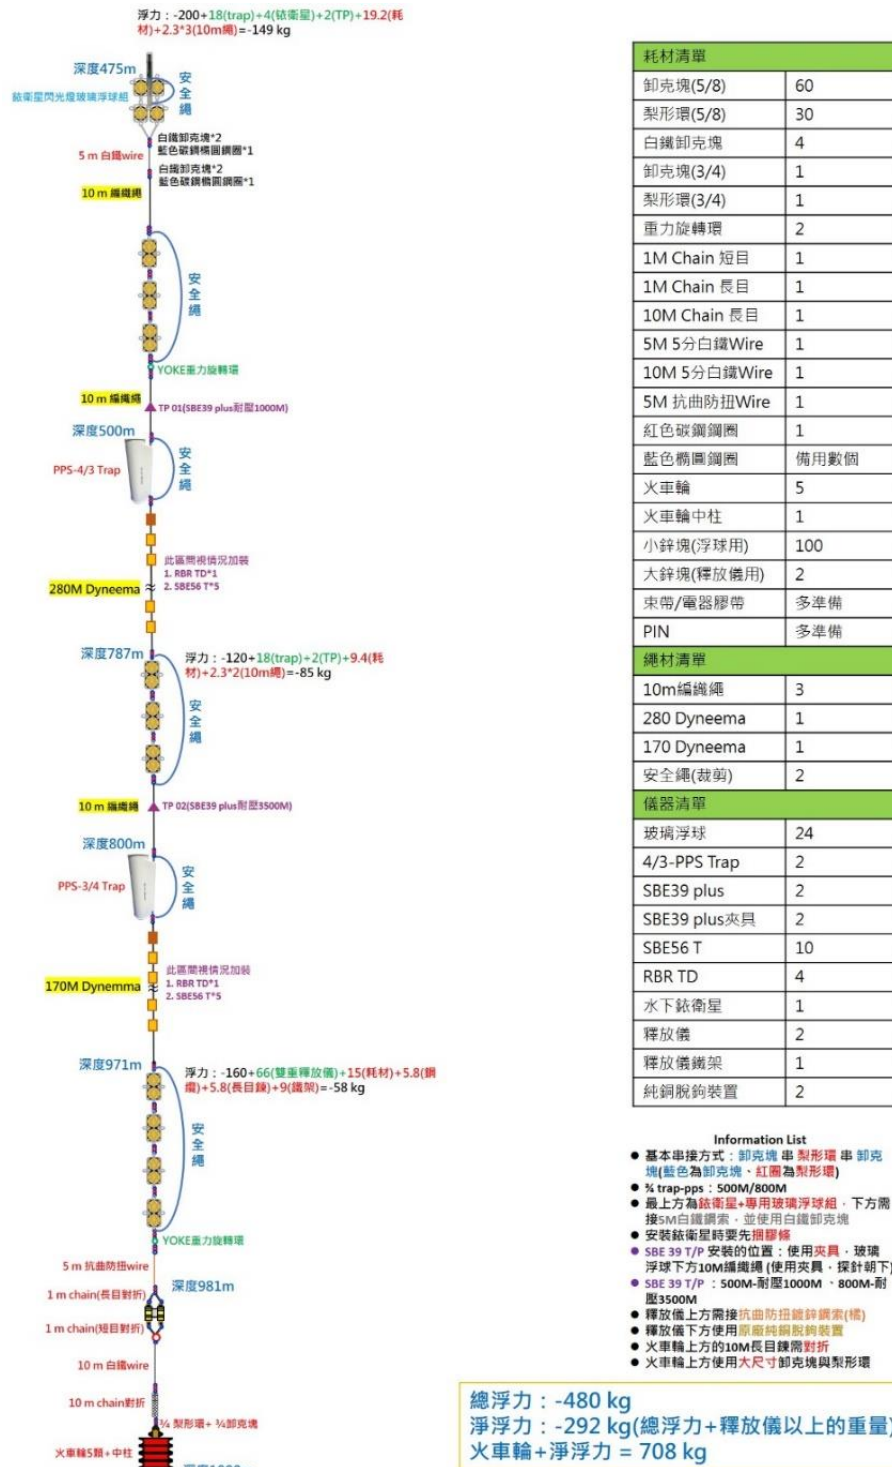 浮力：-200+18(trap)+4(銥衛星)+2(TP)+19.2(耗
材)+2.3*3(10m繩)=-149 kg
深度475m
安全繩
銥衛星閃光燈玻璃浮球組
白鐵卸克塊*2
藍色碳鋼橢圓鋼圈*1
5 m 白鐵wire
白鐵卸克塊*2
藍色碳鋼橢圓鋼圈*1
10 m 編織繩
安全繩
YOKE重力旋轉環
10 m 編織繩
TP 01(SBE39 plus耐壓1000M)
深度500m
PPS-4/3 Trap
安全繩
此區間視情況加裝
1. RBR TD*1
2. SBE56 T*5
280M Dyneema
深度787m
浮力：-120+18(trap)+2(TP)+9.4(耗
材)+2.3*2(10m繩)=-85 kg
安全繩
10 m 編織繩
TP 02(SBE39 plus耐壓3500M)
深度800m
PPS-3/4 Trap
安全繩
此區間視情況加裝
1. RBR TD*1
2. SBE56 T*5
170M Dynemma
深度971m
浮力：-160+66(雙重釋放儀)+15(耗材)+5.8(鋼
纜)+5.8(長目鍊)+9(鐵架)=-58 kg
安全繩
YOKE重力旋轉環
5 m 抗曲防扭wire
深度981m
1 m chain(長目對折)
1 m chain(短目對折)
10 m 白鐵wire
10 m chain對折
¾ 梨形環+ ¾卸克塊
火車輪5顆+中柱
耗材清單
卸克塊(5/8) 60
梨形環(5/8) 30
白鐵卸克塊 4
卸克塊(3/4) 1
梨形環(3/4) 1
重力旋轉環 2
1M Chain 短目 1
1M Chain 長目 1
10M Chain 長目 1
5M 5分白鐵Wire 1
10M 5分白鐵Wire 1
5M 抗曲防扭Wire 1
紅色碳鋼鋼圈 1
藍色橢圓鋼圈 備用數個
火車輪 5
火車輪中柱 1
小鋅塊(浮球用) 100
大鋅塊(釋放儀用) 2
束帶/電器膠帶 多準備
PIN 多準備
繩材清單
10m編織繩 3
280 Dyneema 1
170 Dyneema 1
安全繩(裁剪) 2
儀器清單
玻璃浮球 24
4/3-PPS Trap 2
SBE39 plus 2
SBE39 plus夾具 2
SBE56 T 10
RBR TD 4
水下銥衛星 1
釋放儀 2
釋放儀鐵架 1
純銅脫鉤裝置 2
Information List
● 基本串接方式：卸克塊 串 梨形環 串 卸克
塊(藍色為卸克塊、紅圈為梨形環)
● ¾ trap-pps：500M/800M
● 最上方為銥衛星+專用玻璃浮球組，下方需
接5M白鐵鋼索，並使用白鐵卸克塊
● 安裝銥衛星時要先捆膠條
● SBE 39 T/P 安裝的位置：使用夾具，玻璃
浮球下方10M編織繩 (使用夾具，探針朝下)
● SBE 39 T/P ：500M-耐壓1000M 、800M-耐
壓3500M
● 釋放儀上方需接抗曲防扭鍍鋅鋼索(橘)
● 釋放儀下方使用原廠純銅脫鉤裝置
● 火車輪上方的10M長目鍊需對折
● 火車輪上方使用大尺寸卸克塊與梨形環
總浮力：-480 kg
淨浮力：-292 kg(總浮力+釋放儀以上的重量)
火車輪+淨浮力 = 708 kg